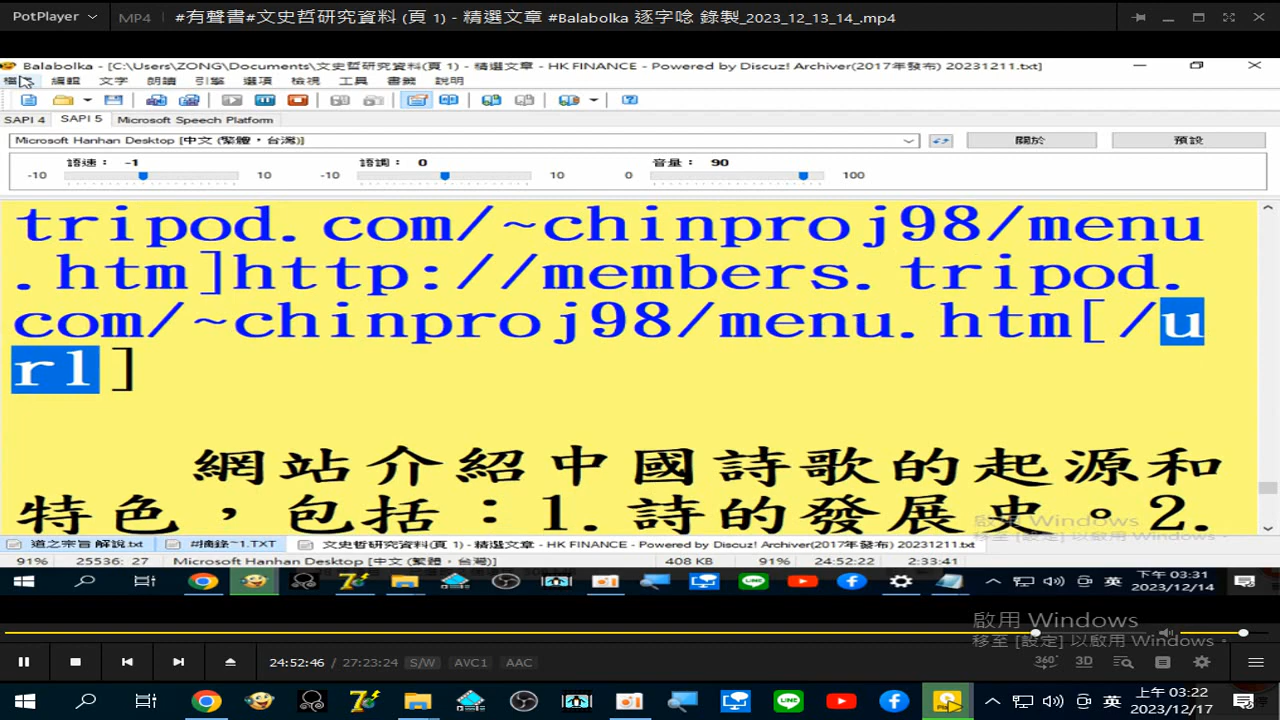 PotPlayer MP4 #有聲書#文史哲研究資料 (頁 1) - 精選文章 #Balabolka 逐字唸 錄製_2023_12_13_14_.mp4
Balabolka - [C:\Users\ZONG\Documents\文史哲研究資料(頁 1) - 精選文章 - HK FINANCE - Powered by Discuz! Archiver(2017年發布) 20231211.txt]
檔案 編輯 文字 朗讀 引擎 選項 檢視 工具 書籤 說明
SAPI 4 SAPI 5 Microsoft Speech Platform
Microsoft Hanhan Desktop [中文 (繁體，台灣)] 關於 預設
語速： -1 語調： 0 音量： 90
-10 10 -10 10 0 100
tripod.com/~chinproj98/menu
.htm]http://members.tripod.
com/~chinproj98/menu.htm[/u
rl]
網站介紹中國詩歌的起源和
特色，包括：1.詩的發展史。2.
啟用 Windows
移至 [設定] 以啟用 Windows。
道之宗旨 解說.txt #摘錄~1.TXT 文史哲研究資料(頁 1) - 精選文章 - HK FINANCE - Powered by Discuz! Archiver(2017年發布) 20231211.txt
91% 25536: 27 Microsoft Hanhan Desktop [中文 (繁體，台灣)] 408 KB 91% 24:52:22 2:33:41
英 下午 03:31
2023/12/14
啟用 Windows
移至 [設定] 以啟用 Windows。
24:52:46 / 27:23:24 S/W AVC1 AAC 360° 3D
英 上午 03:22
2023/12/17